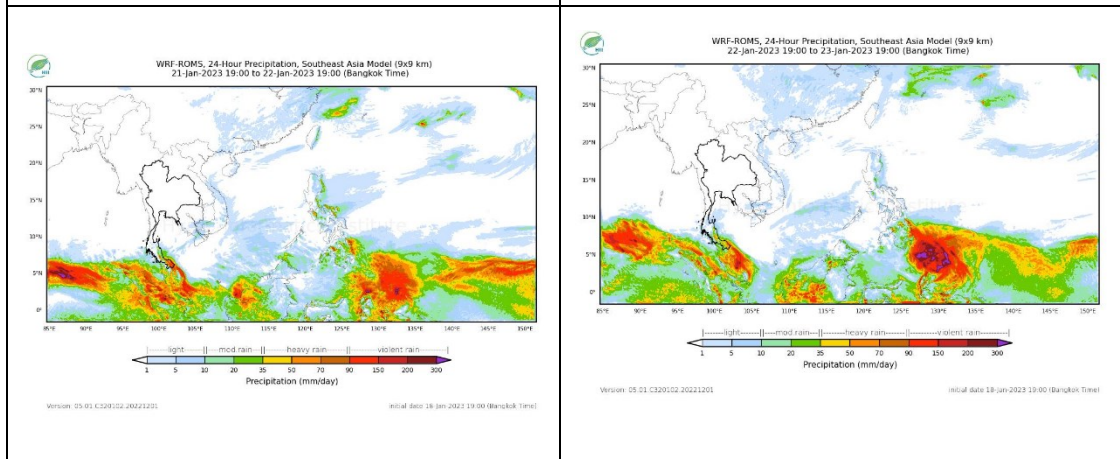 WRF-ROMS, 24-Hour Precipitation, Southeast Asia Model (9x9 km)
21-Jan-2023 19:00 to 22-Jan-2023 19:00 (Bangkok Time)
30°N
25°N
20°N
15°N
10°N
5°N
0°
85°E 90°E 95°E 100°E 105°E 110°E 115°E 120°E 125°E 130°E 135°E 140°E 145°E 150°E
|--------light--------||----mod.rain----||--------heavy rain--------||--------violent rain--------|
1 5 10 20 35 50 70 90 150 200 300
Precipitation (mm/day)
Version: 05.01.C320102.20221201
initial date 18-Jan-2023 19:00 (Bangkok Time)
WRF-ROMS, 24-Hour Precipitation, Southeast Asia Model (9x9 km)
22-Jan-2023 19:00 to 23-Jan-2023 19:00 (Bangkok Time)
30°N
25°N
20°N
15°N
10°N
5°N
0°
85°E 90°E 95°E 100°E 105°E 110°E 115°E 120°E 125°E 130°E 135°E 140°E 145°E 150°E
|--------light--------||----mod.rain----||--------heavy rain--------||--------violent rain--------|
1 5 10 20 35 50 70 90 150 200 300
Precipitation (mm/day)
Version: 05.01.C320102.20221201
initial date 18-Jan-2023 19:00 (Bangkok Time)